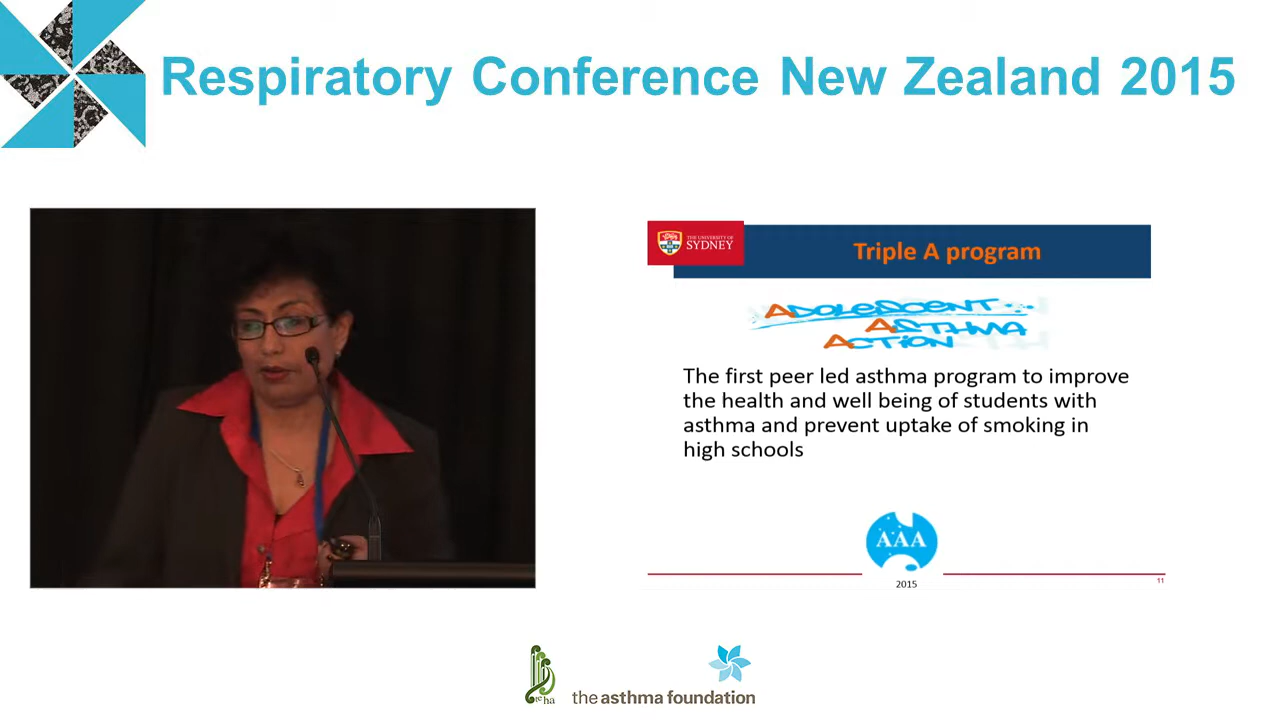 Respiratory Conference New Zealand 2015
THE UNIVERSITY OF
SYDNEY
Triple A program
ADOLESCENT
ASTHMA
ACTION
The first peer led asthma program to improve
the health and well being of students with
asthma and prevent uptake of smoking in
high schools
AAA
2015
11
te ha
the asthma foundation